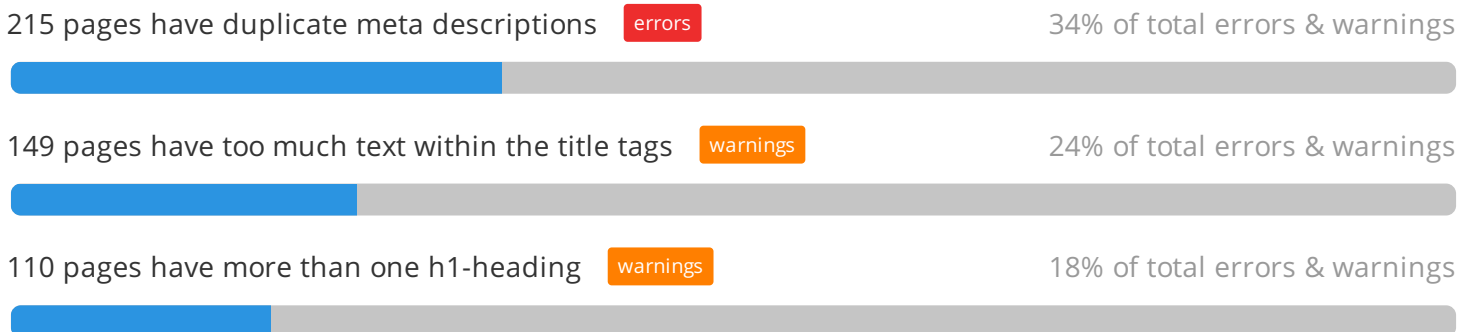 215 pages have duplicate meta descriptions errors 34% of total errors & warnings
149 pages have too much text within the title tags warnings 24% of total errors & warnings
110 pages have more than one h1-heading warnings 18% of total errors & warnings